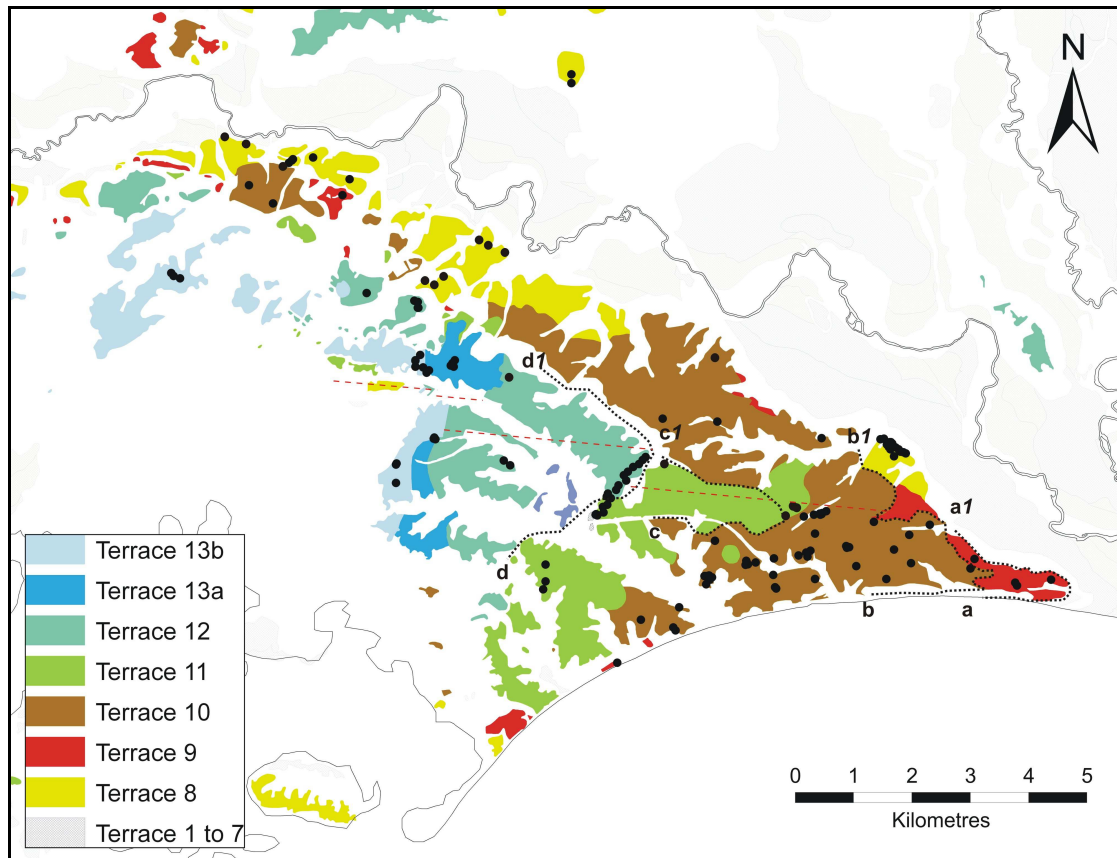 N
d1
c1
b1
a1
c
d
b
a
Terrace 13b
Terrace 13a
Terrace 12
Terrace 11
Terrace 10
Terrace 9
Terrace 8
Terrace 1 to 7
0 1 2 3 4 5
Kilometres